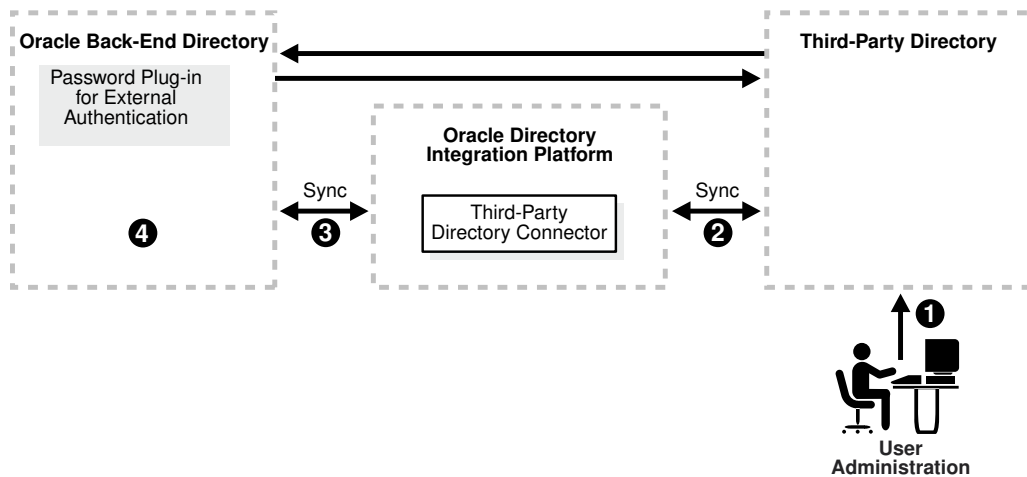 Oracle Back-End Directory
Password Plug-in
for External
Authentication
4
Sync
3
Oracle Directory
Integration Platform
Third-Party
Directory Connector
Sync
2
Third-Party Directory
1
User
Administration